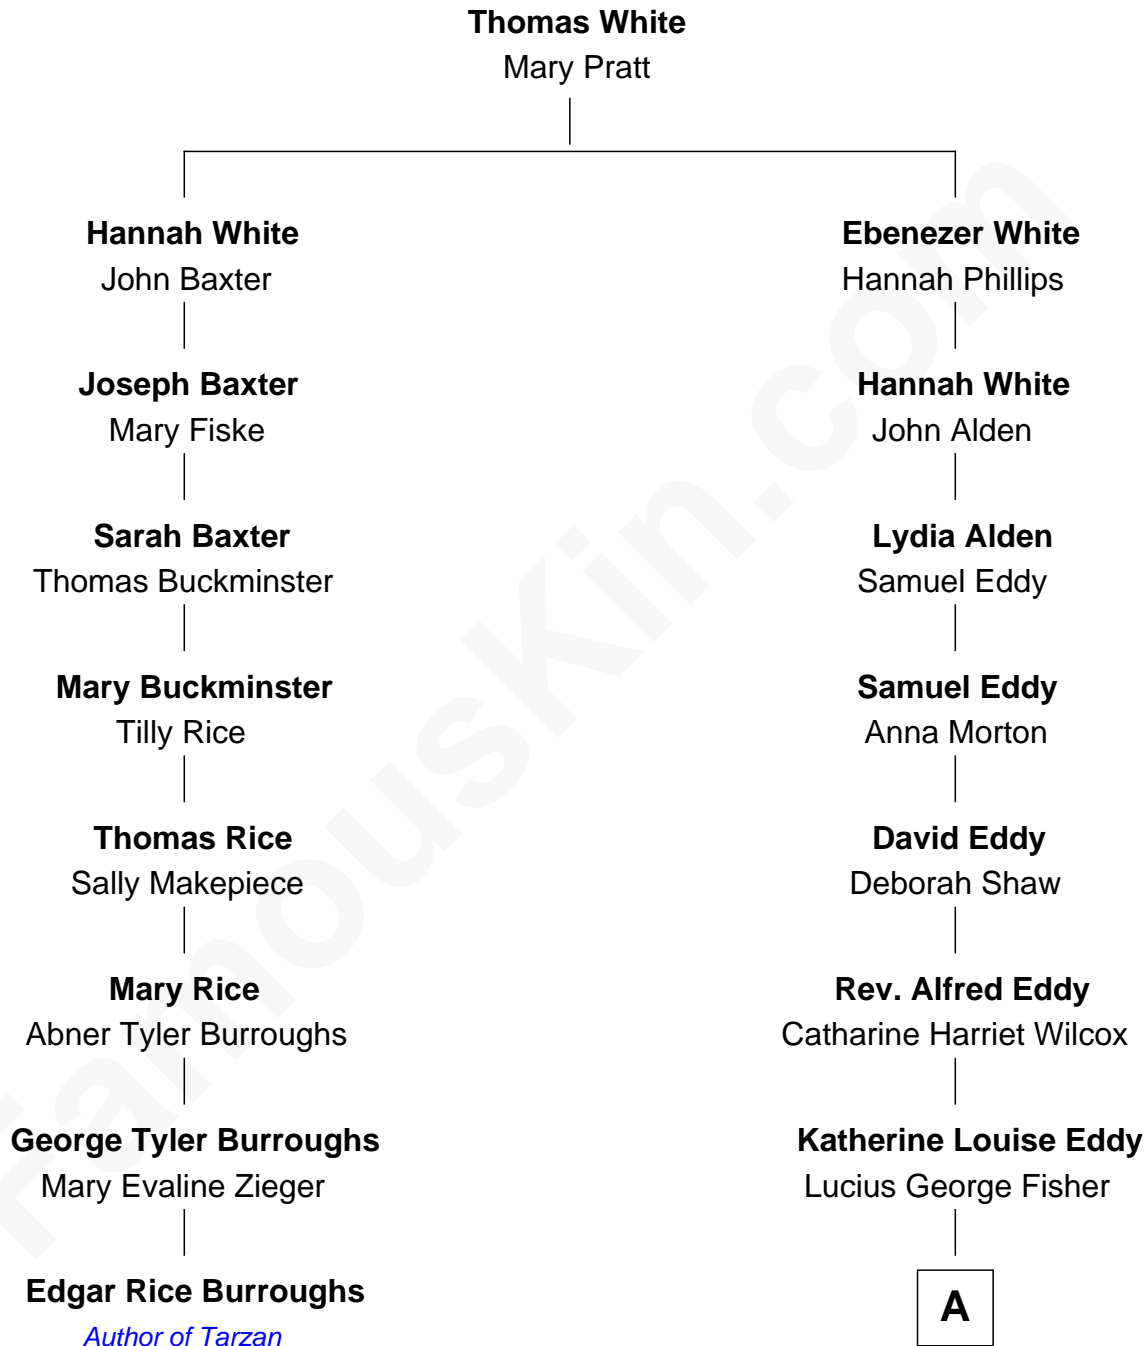 Thomas White
Mary Pratt
Hannah White
John Baxter
Joseph Baxter
Mary Fiske
Sarah Baxter
Thomas Buckminster
Mary Buckminster
Tilly Rice
Thomas Rice
Sally Makepiece
Mary Rice
Abner Tyler Burroughs
George Tyler Burroughs
Mary Evaline Zieger
Edgar Rice Burroughs
Author of Tarzan
Ebenezer White
Hannah Phillips
Hannah White
John Alden
Lydia Alden
Samuel Eddy
Samuel Eddy
Anna Morton
David Eddy
Deborah Shaw
Rev. Alfred Eddy
Catharine Harriet Wilcox
Katherine Louise Eddy
Lucius George Fisher
A
FamousKin.com